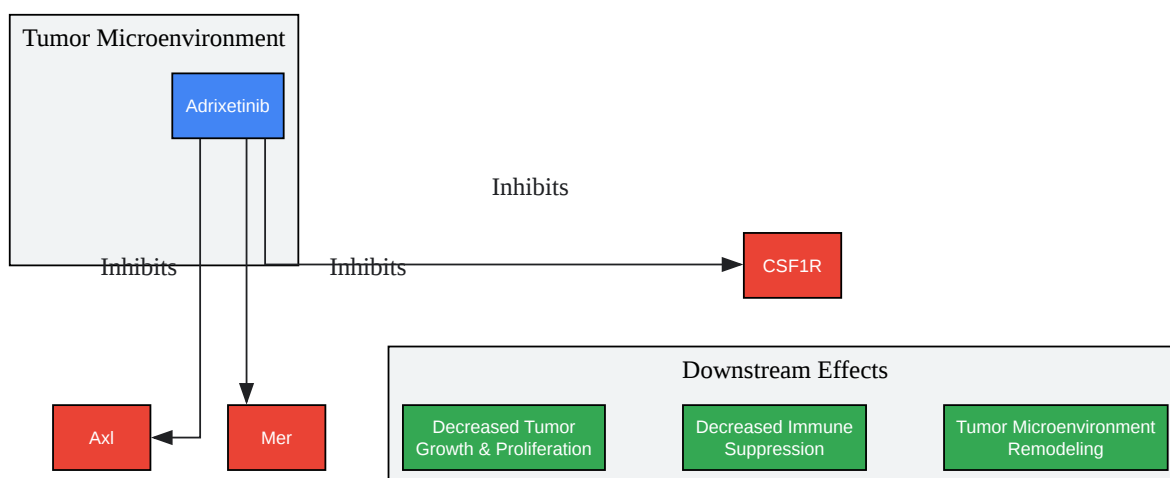 Tumor Microenvironment
Adrixetinib
Inhibits
CSF1R
Inhibits
Inhibits
Downstream Effects
Axl
Mer
Decreased Tumor
Growth & Proliferation
Decreased Immune
Suppression
Tumor Microenvironment
Remodeling